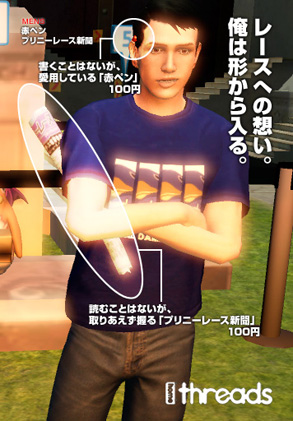 MENU
赤ペン
プリニーレース新聞
5
書くことはないが、
愛用している「赤ペン」
100円
レースへの想い。
俺は形から入る。
読むことはないが、
取りあえず握る「プリニーレース新聞」
100円
threads